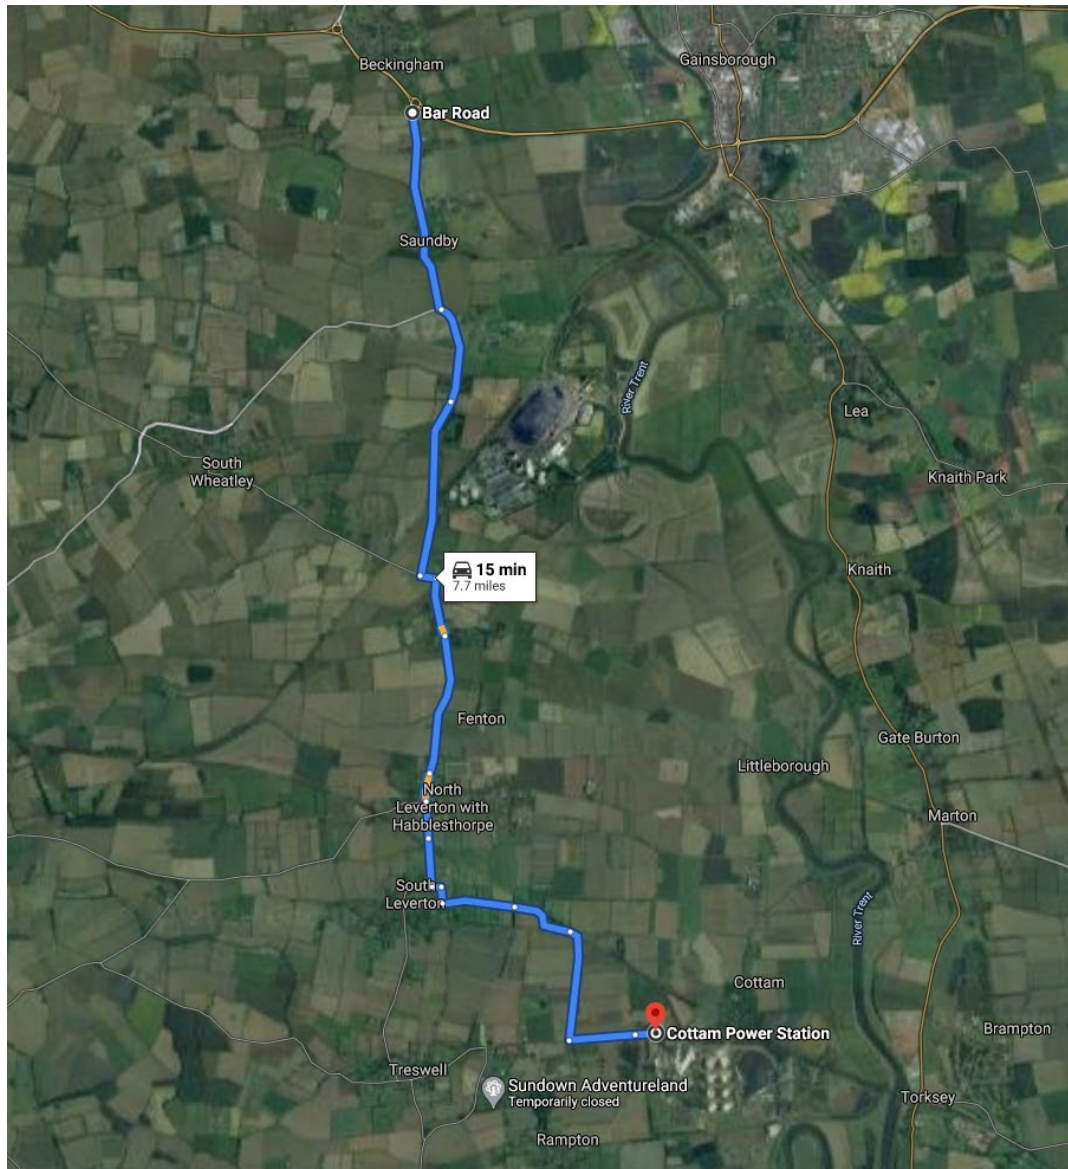 Beckingham
Gainsborough
Bar Road
Saundby
River Trent
Lea
South
Wheatley
Knaith Park
15 min
7.7 miles
Knaith
Fenton
Gate Burton
Littleborough
North
Leverton with
Habblesthorpe
Marton
South
Leverton
River Trent
Cottam
Cottam Power Station
Brampton
Treswell
Sundown Adventureland
Temporarily closed
Torksey
Rampton